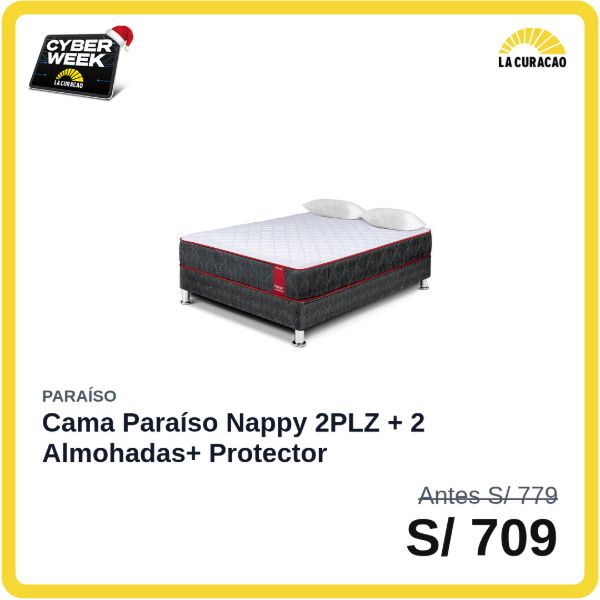 CYBER
WEEK
LA CURACAO
LA CURACAO
PARAÍSO
Cama Paraíso Nappy 2PLZ + 2
Almohadas+ Protector
Antes S/ 779
S/ 709